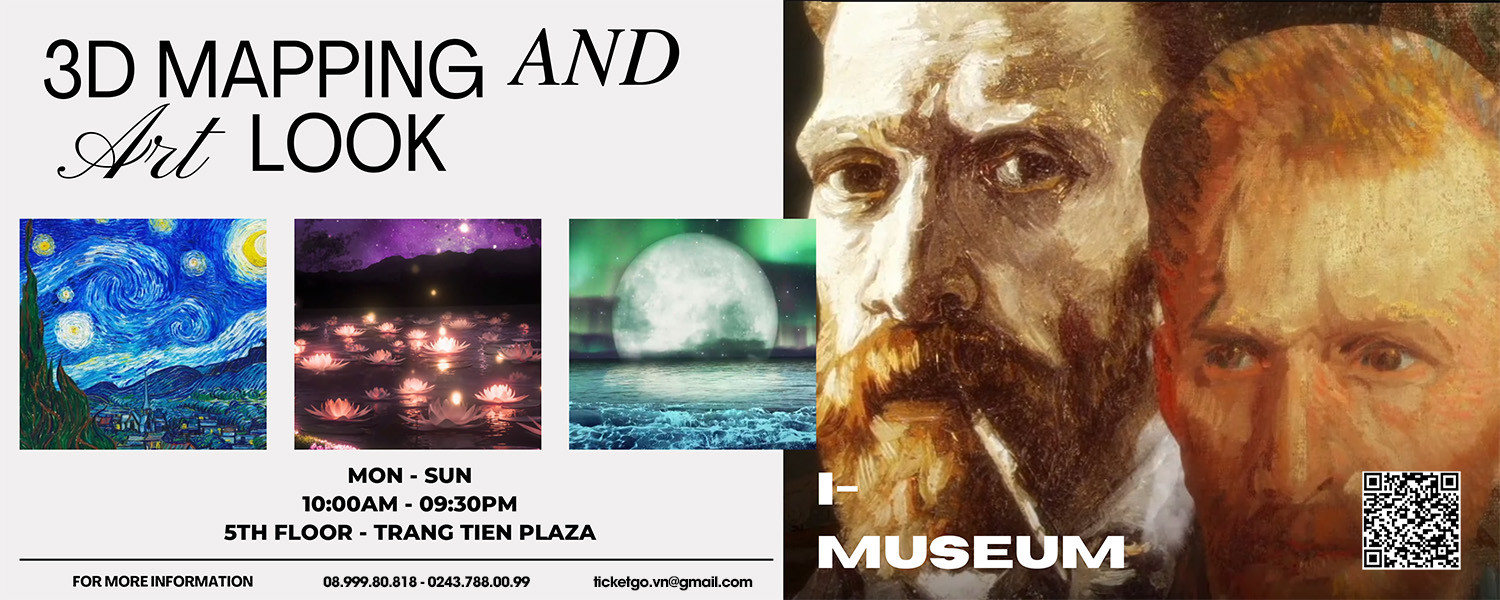 3D MAPPING AND
Art LOOK
MON - SUN
10:00AM - 09:30PM
5TH FLOOR - TRANG TIEN PLAZA
FOR MORE INFORMATION
08.999.80.818 - 0243.788.00.99
ticketgo.vn@gmail.com
I-
MUSEUM